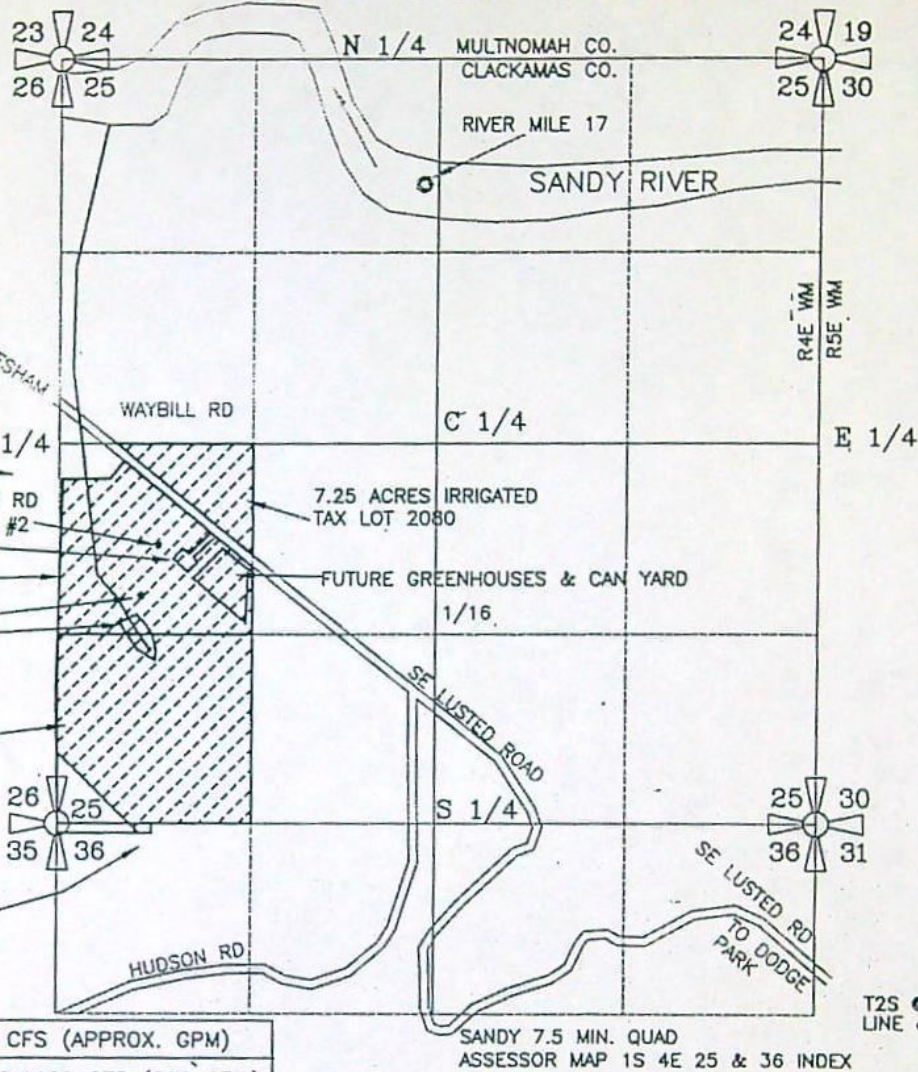 23 24
26 25
N 1/4
MULTNOMAH CO.
CLACKAMAS CO.
24 19
25 30
RIVER MILE 17
SANDY RIVER
R4E WM
R5E WM
WAYBILL RD
1/4
C 1/4
E 1/4
RD
#2
7.25 ACRES IRRIGATED
TAX LOT 2080
FUTURE GREENHOUSES & CAN YARD
1/16
SE LUSTED ROAD
26 25
35 36
S 1/4
25 30
36 31
SE LUSTED RD
TO DODGE
PARK
HUDSON RD
T2S
LINE
CFS (APPROX. GPM)
SANDY 7.5 MIN. QUAD
ASSESSOR MAP 1S 4E 25 & 36 INDEX